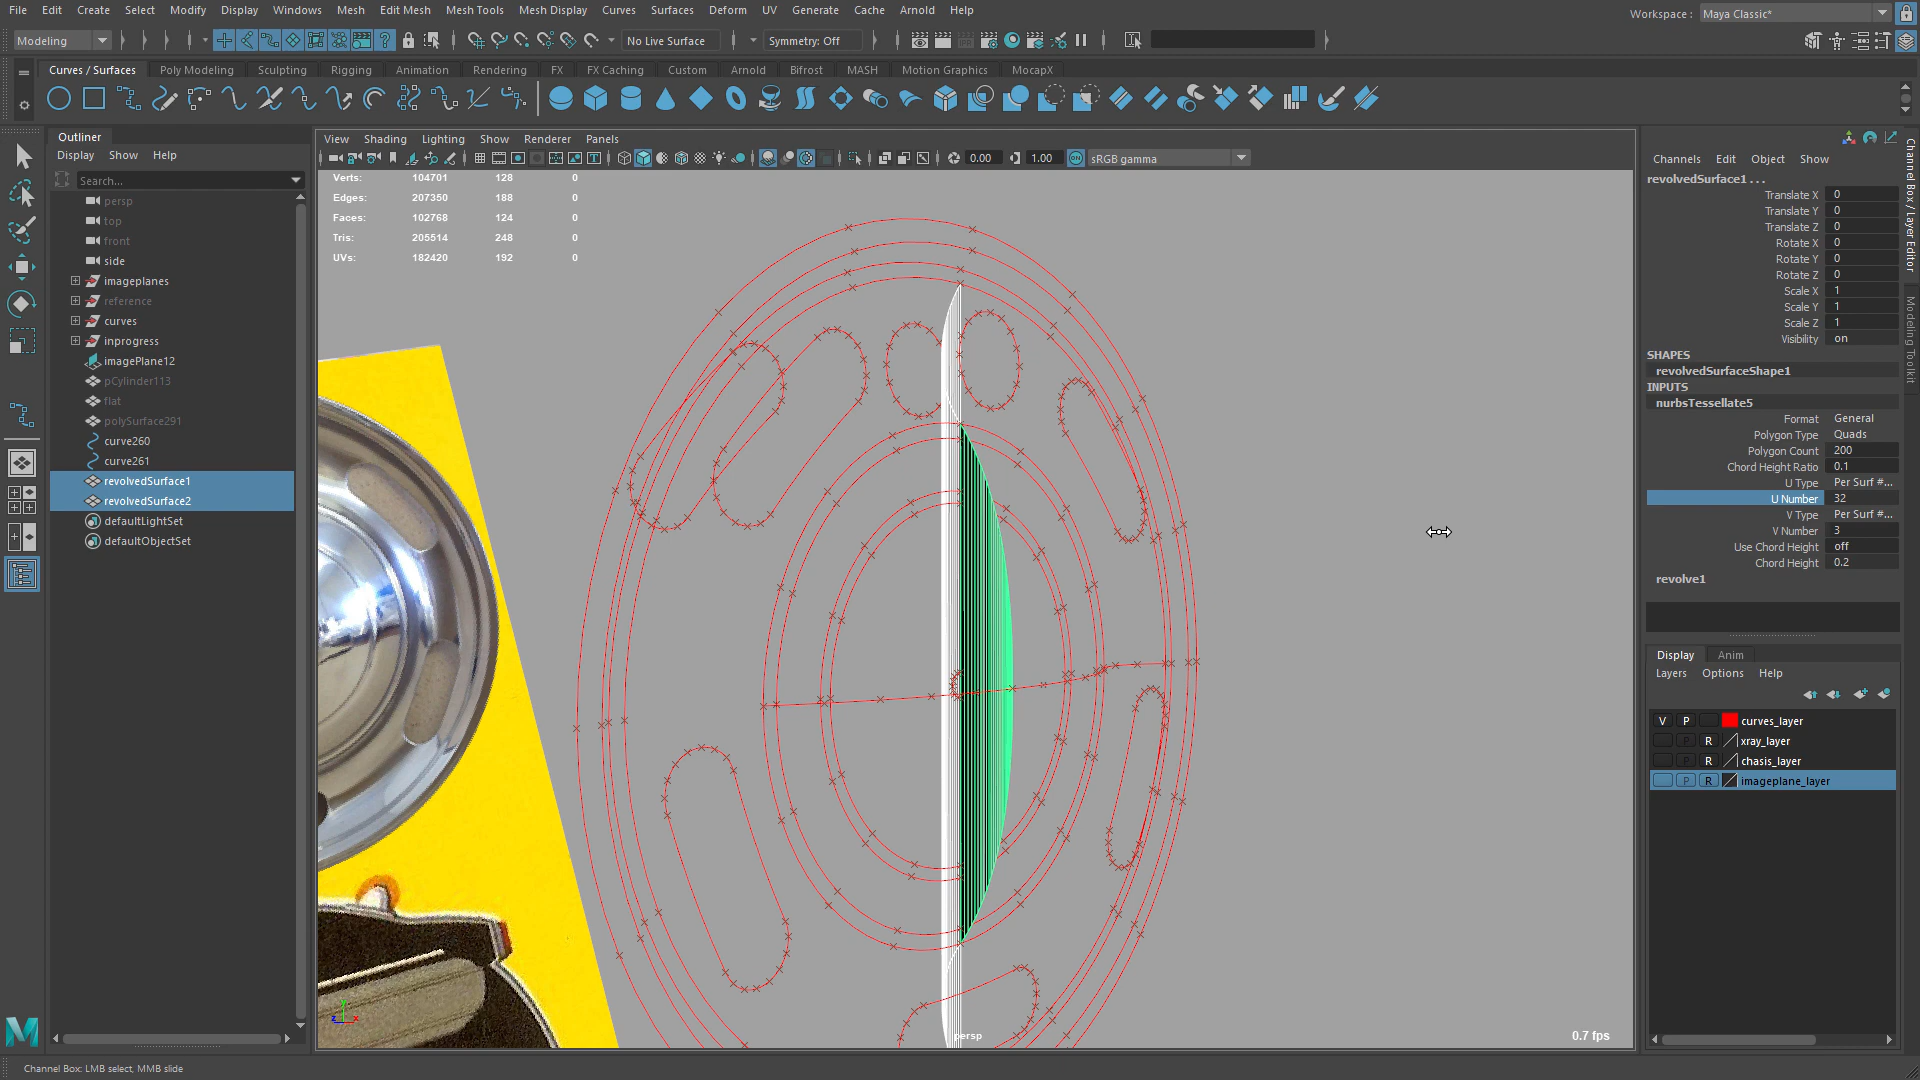 File Edit Create Select Modify Display Windows Mesh Edit Mesh Mesh Tools Mesh Display Curves Surfaces Deform UV Generate Cache Arnold Help
Workspace : Maya Classic*
Modeling
No Live Surface
Symmetry: Off
Curves / Surfaces Poly Modeling Sculpting Rigging Animation Rendering FX FX Caching Custom Arnold Bifrost MASH Motion Graphics MocapX
Outliner
Display Show Help
Search...
persp
top
front
side
imageplanes
reference
curves
inprogress
imagePlane12
pCylinder113
flat
polySurface291
curve260
curve261
revolvedSurface1
revolvedSurface2
defaultLightSet
defaultObjectSet
View Shading Lighting Show Renderer Panels
0.00 1.00 sRGB gamma
Verts: 104701 128 0
Edges: 207350 188 0
Faces: 102768 124 0
Tris: 205514 248 0
UVs: 182420 192 0
persp
0.7 fps
Channels Edit Object Show
revolvedSurface1 . . .
Translate X 0
Translate Y 0
Translate Z 0
Rotate X 0
Rotate Y 0
Rotate Z 0
Scale X 1
Scale Y 1
Scale Z 1
Visibility on
SHAPES
revolvedSurfaceShape1
INPUTS
nurbsTessellate5
Format General
Polygon Type Quads
Polygon Count 200
Chord Height Ratio 0.1
U Type Per Surf #...
U Number 32
V Type Per Surf #...
V Number 3
Use Chord Height off
Chord Height 0.2
revolve1
Display Anim
Layers Options Help
V P curves_layer
P R xray_layer
P R chasis_layer
P R imageplane_layer
Channel Box / Layer Editor
Modeling Toolkit
Channel Box: LMB select, MMB slide